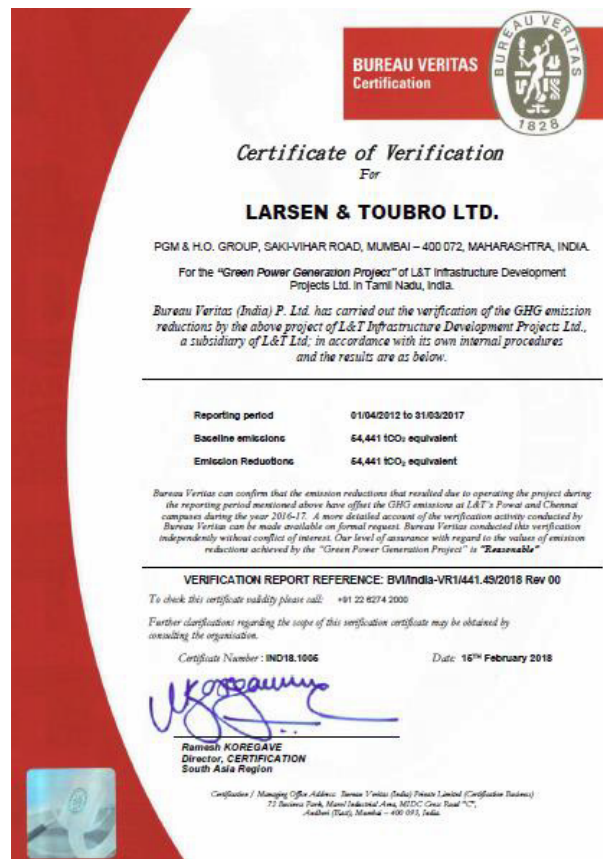 BUREAU VERITAS
Certification
BUREAU VERITAS
1828
Certificate of Verification
For
LARSEN & TOUBRO LTD.
PGM & H.O. GROUP, SAKI-VIHAR ROAD, MUMBAI – 400 072, MAHARASHTRA, INDIA.
For the "Green Power Generation Project" of L&T Infrastructure Development
Projects Ltd. in Tamil Nadu, India.
Bureau Veritas (India) P. Ltd. has carried out the verification of the GHG emission
reductions by the above project of L&T Infrastructure Development Projects Ltd.,
a subsidiary of L&T Ltd; in accordance with its own internal procedures
and the results are as below.
Reporting period 01/04/2012 to 31/03/2017
Baseline emissions 54,441 tCO₂ equivalent
Emission Reductions 54,441 tCO₂ equivalent
Bureau Veritas can confirm that the emission reductions that resulted due to operating the project during
the reporting period mentioned above have offset the GHG emissions at L&T's Powai and Chennai
campuses during the year 2016-17. A more detailed account of the verification activity conducted by
Bureau Veritas can be made available on formal request. Bureau Veritas conducted this verification
independently without conflict of interest. Our level of assurance with regard to the values of emission
reductions achieved by the "Green Power Generation Project" is "Reasonable"
VERIFICATION REPORT REFERENCE: BVI/India-VR1/441.49/2018 Rev 00
To check this certificate validity please call: +91 22 6274 2000
Further clarifications regarding the scope of this verification certificate may be obtained by
consulting the organisation.
Certificate Number : IND18.1006 Date: 15TH February 2018
Ramesh KOREGAVE
Director, CERTIFICATION
South Asia Region
Certification / Managing Office Address: Bureau Veritas (India) Private Limited (Certification Business)
72 Business Park, Marol Industrial Area, MIDC Cross Road "C",
Andheri (East), Mumbai – 400 093, India.